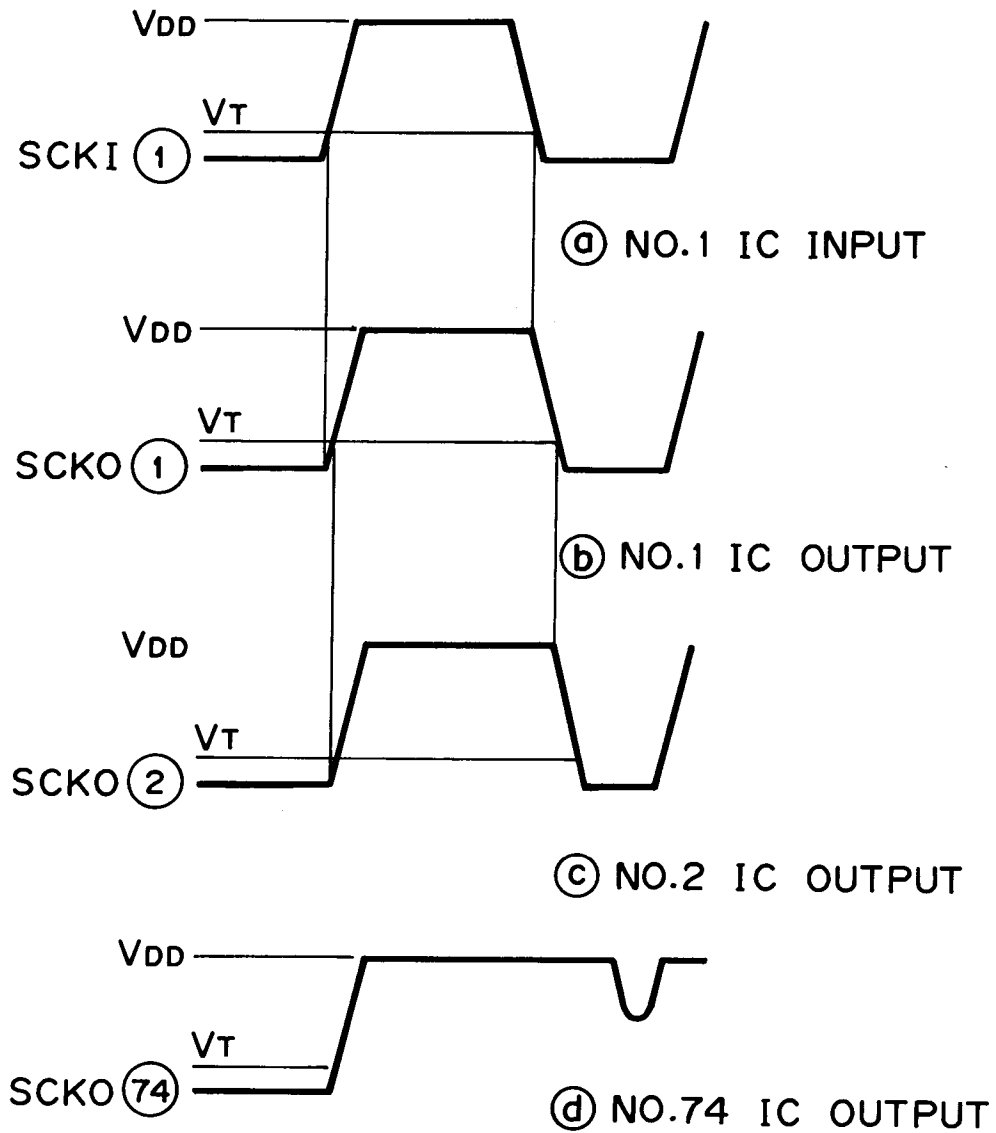 VDD
VT
SCKI 1
a NO.1 IC INPUT
VDD
VT
SCKO 1
b NO.1 IC OUTPUT
VDD
VT
SCKO 2
c NO.2 IC OUTPUT
VDD
VT
SCKO 74
d NO.74 IC OUTPUT